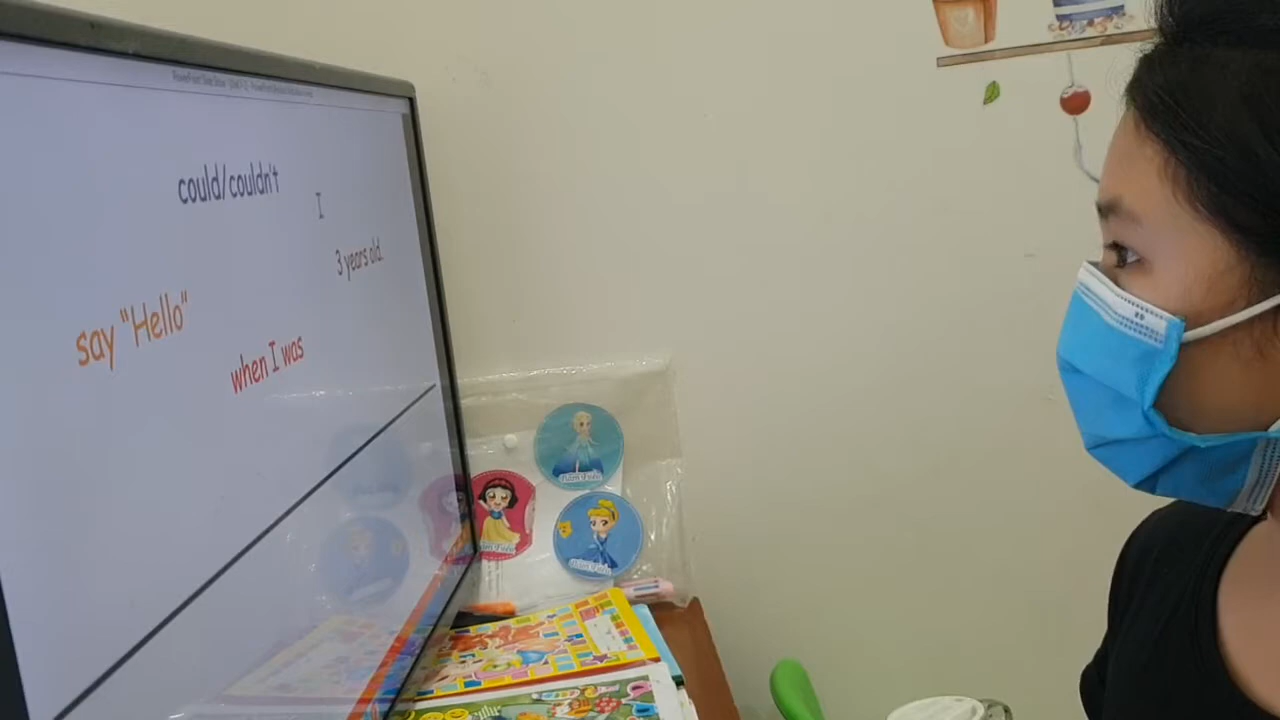 could/couldn't
I
3 years old.
say "Hello"
when I was